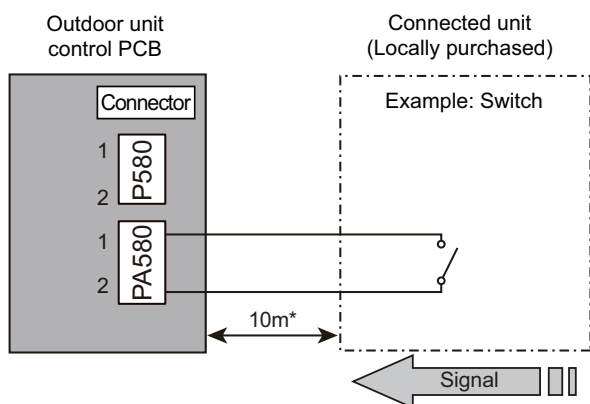 Outdoor unit
control PCB
Connected unit
(Locally purchased)
Connector
Example: Switch
1
P580
2
1
PA580
2
10m*
Signal